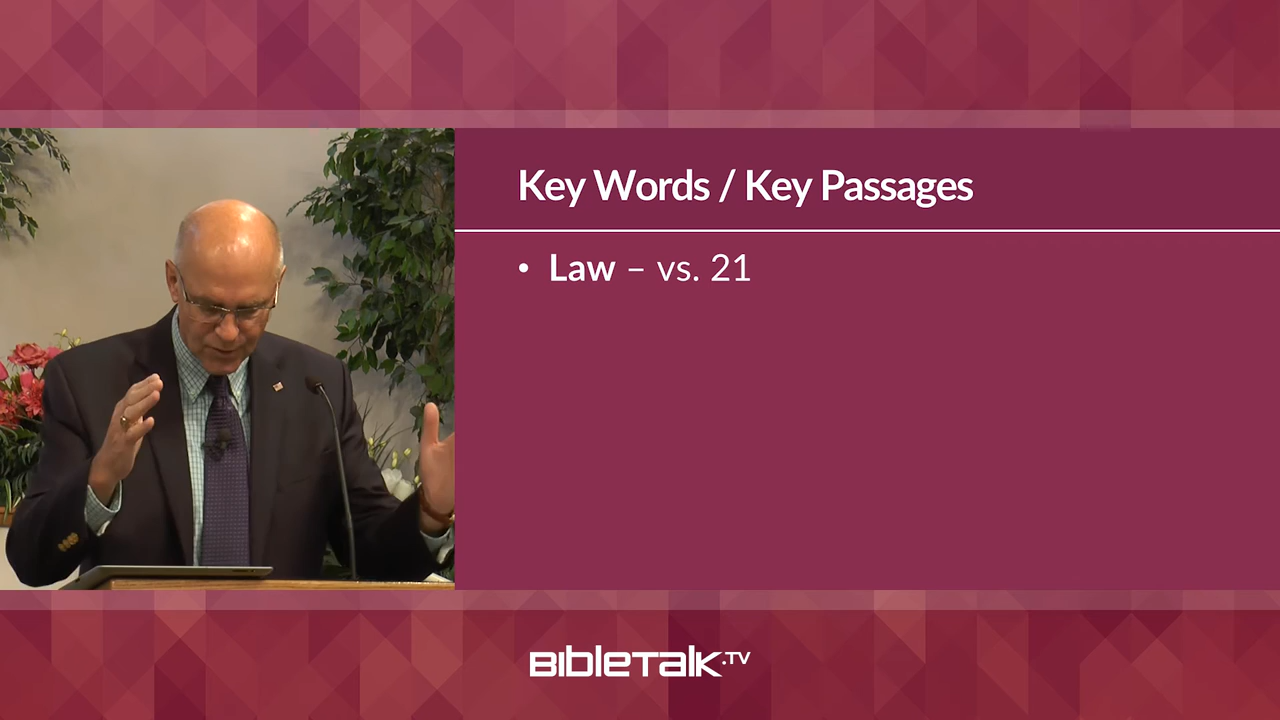 Key Words / Key Passages
• Law – vs. 21
BIBLETALK.TV